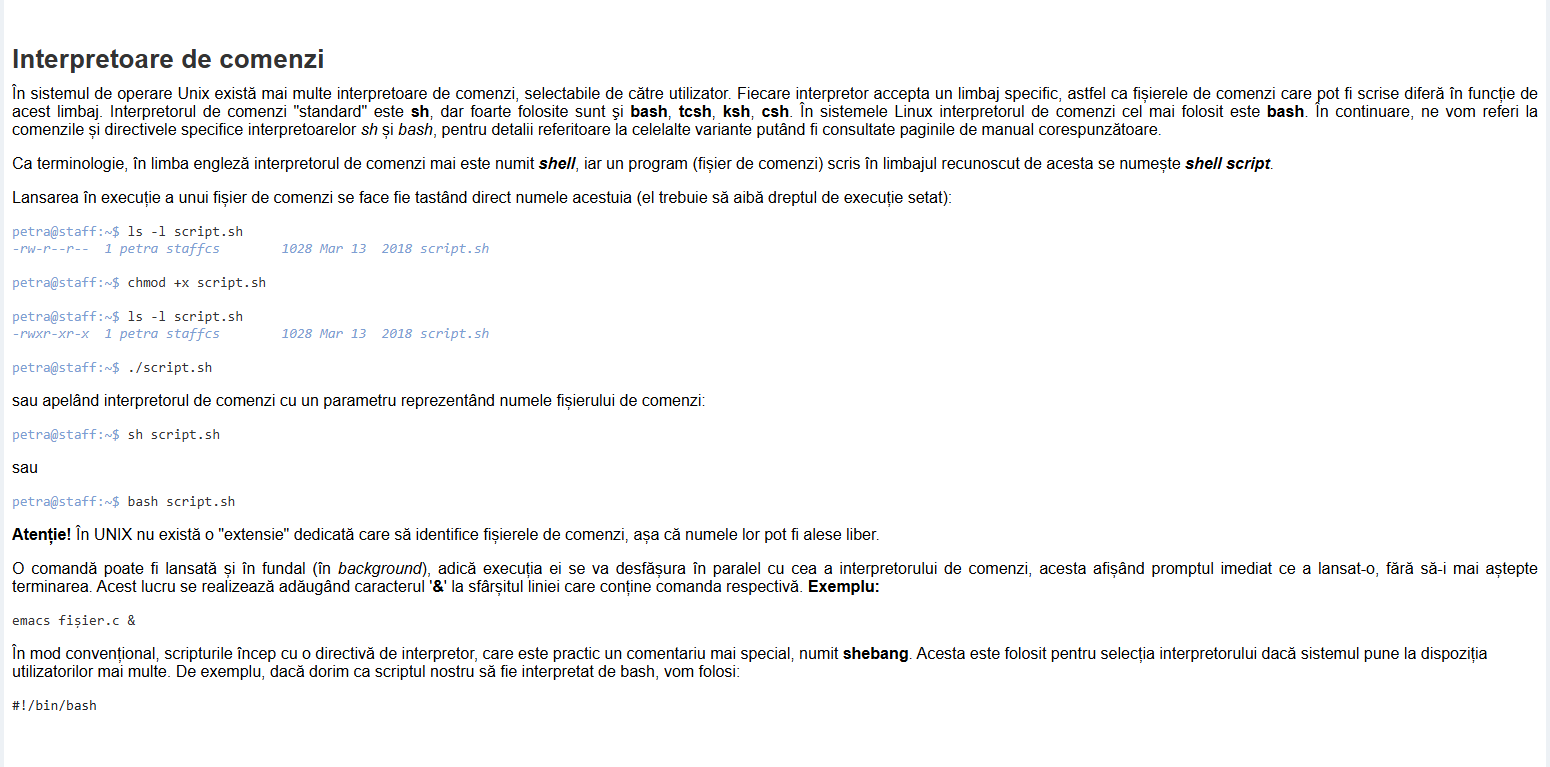 Interpretoare de comenzi
În sistemul de operare Unix există mai multe interpretoare de comenzi, selectabile de către utilizator. Fiecare interpretor accepta un limbaj specific, astfel ca fișierele de comenzi care pot fi scrise diferă în funcție de
acest limbaj. Interpretorul de comenzi "standard" este sh, dar foarte folosite sunt şi bash, tcsh, ksh, csh. În sistemele Linux interpretorul de comenzi cel mai folosit este bash. În continuare, ne vom referi la
comenzile și directivele specifice interpretoarelor sh și bash, pentru detalii referitoare la celelalte variante putând fi consultate paginile de manual corespunzătoare.
Ca terminologie, în limba engleză interpretorul de comenzi mai este numit shell, iar un program (fișier de comenzi) scris în limbajul recunoscut de acesta se numește shell script.
Lansarea în execuție a unui fișier de comenzi se face fie tastând direct numele acestuia (el trebuie să aibă dreptul de execuție setat):
petra@staff:~$ ls -l script.sh
-rw-r--r--  1 petra staffcs        1028 Mar 13  2018 script.sh
petra@staff:~$ chmod +x script.sh
petra@staff:~$ ls -l script.sh
-rwxr-xr-x  1 petra staffcs        1028 Mar 13  2018 script.sh
petra@staff:~$ ./script.sh
sau apelând interpretorul de comenzi cu un parametru reprezentând numele fișierului de comenzi:
petra@staff:~$ sh script.sh
sau
petra@staff:~$ bash script.sh
Atenție! În UNIX nu există o "extensie" dedicată care să identifice fișierele de comenzi, așa că numele lor pot fi alese liber.
O comandă poate fi lansată și în fundal (în background), adică execuția ei se va desfășura în paralel cu cea a interpretorului de comenzi, acesta afișând promptul imediat ce a lansat-o, fără să-i mai aștepte
terminarea. Acest lucru se realizează adăugând caracterul '&' la sfârșitul liniei care conține comanda respectivă. Exemplu:
emacs fișier.c &
În mod convențional, scripturile încep cu o directivă de interpretor, care este practic un comentariu mai special, numit shebang. Acesta este folosit pentru selecția interpretorului dacă sistemul pune la dispoziția
utilizatorilor mai multe. De exemplu, dacă dorim ca scriptul nostru să fie interpretat de bash, vom folosi:
#!/bin/bash